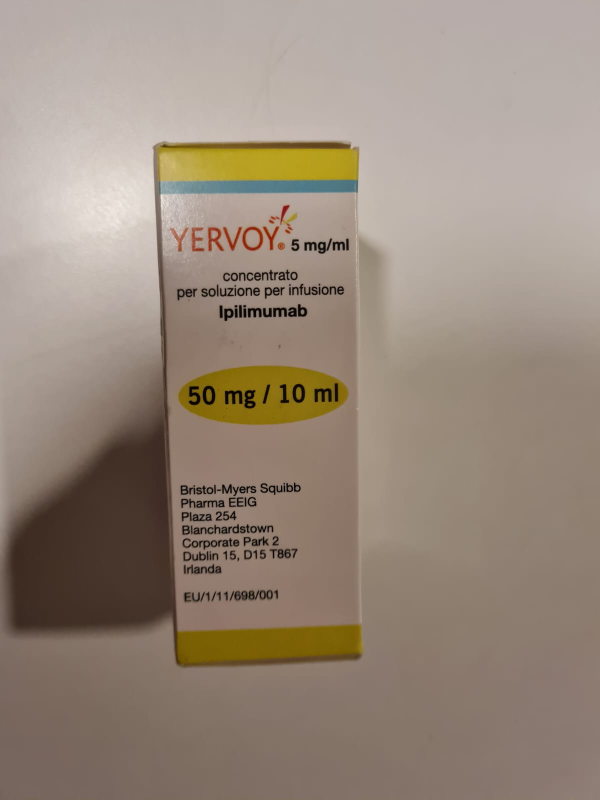 YERVOY® 5 mg/ml
concentrato
per soluzione per infusione
Ipilimumab
50 mg / 10 ml
Bristol-Myers Squibb
Pharma EEIG
Plaza 254
Blanchardstown
Corporate Park 2
Dublin 15, D15 T867
Irlanda
EU/1/11/698/001